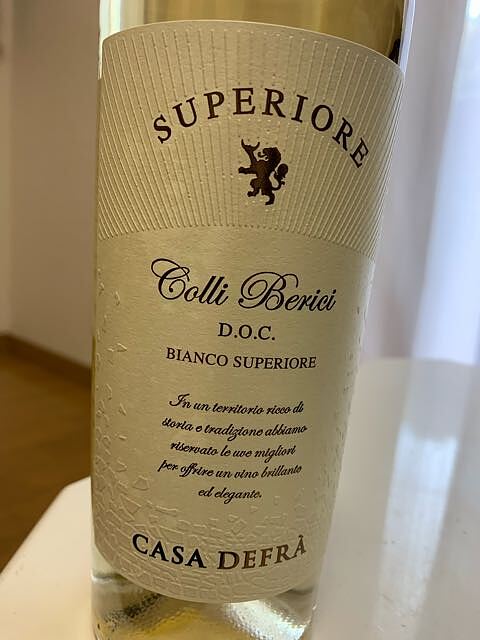 SUPERIORE
Colli Berici
D.O.C.
BIANCO SUPERIORE
In un territorio ricco di
storia e tradizione abbiamo
riservato le uve migliori
per offrire un vino brillante
ed elegante.
CASA DEFRÀ